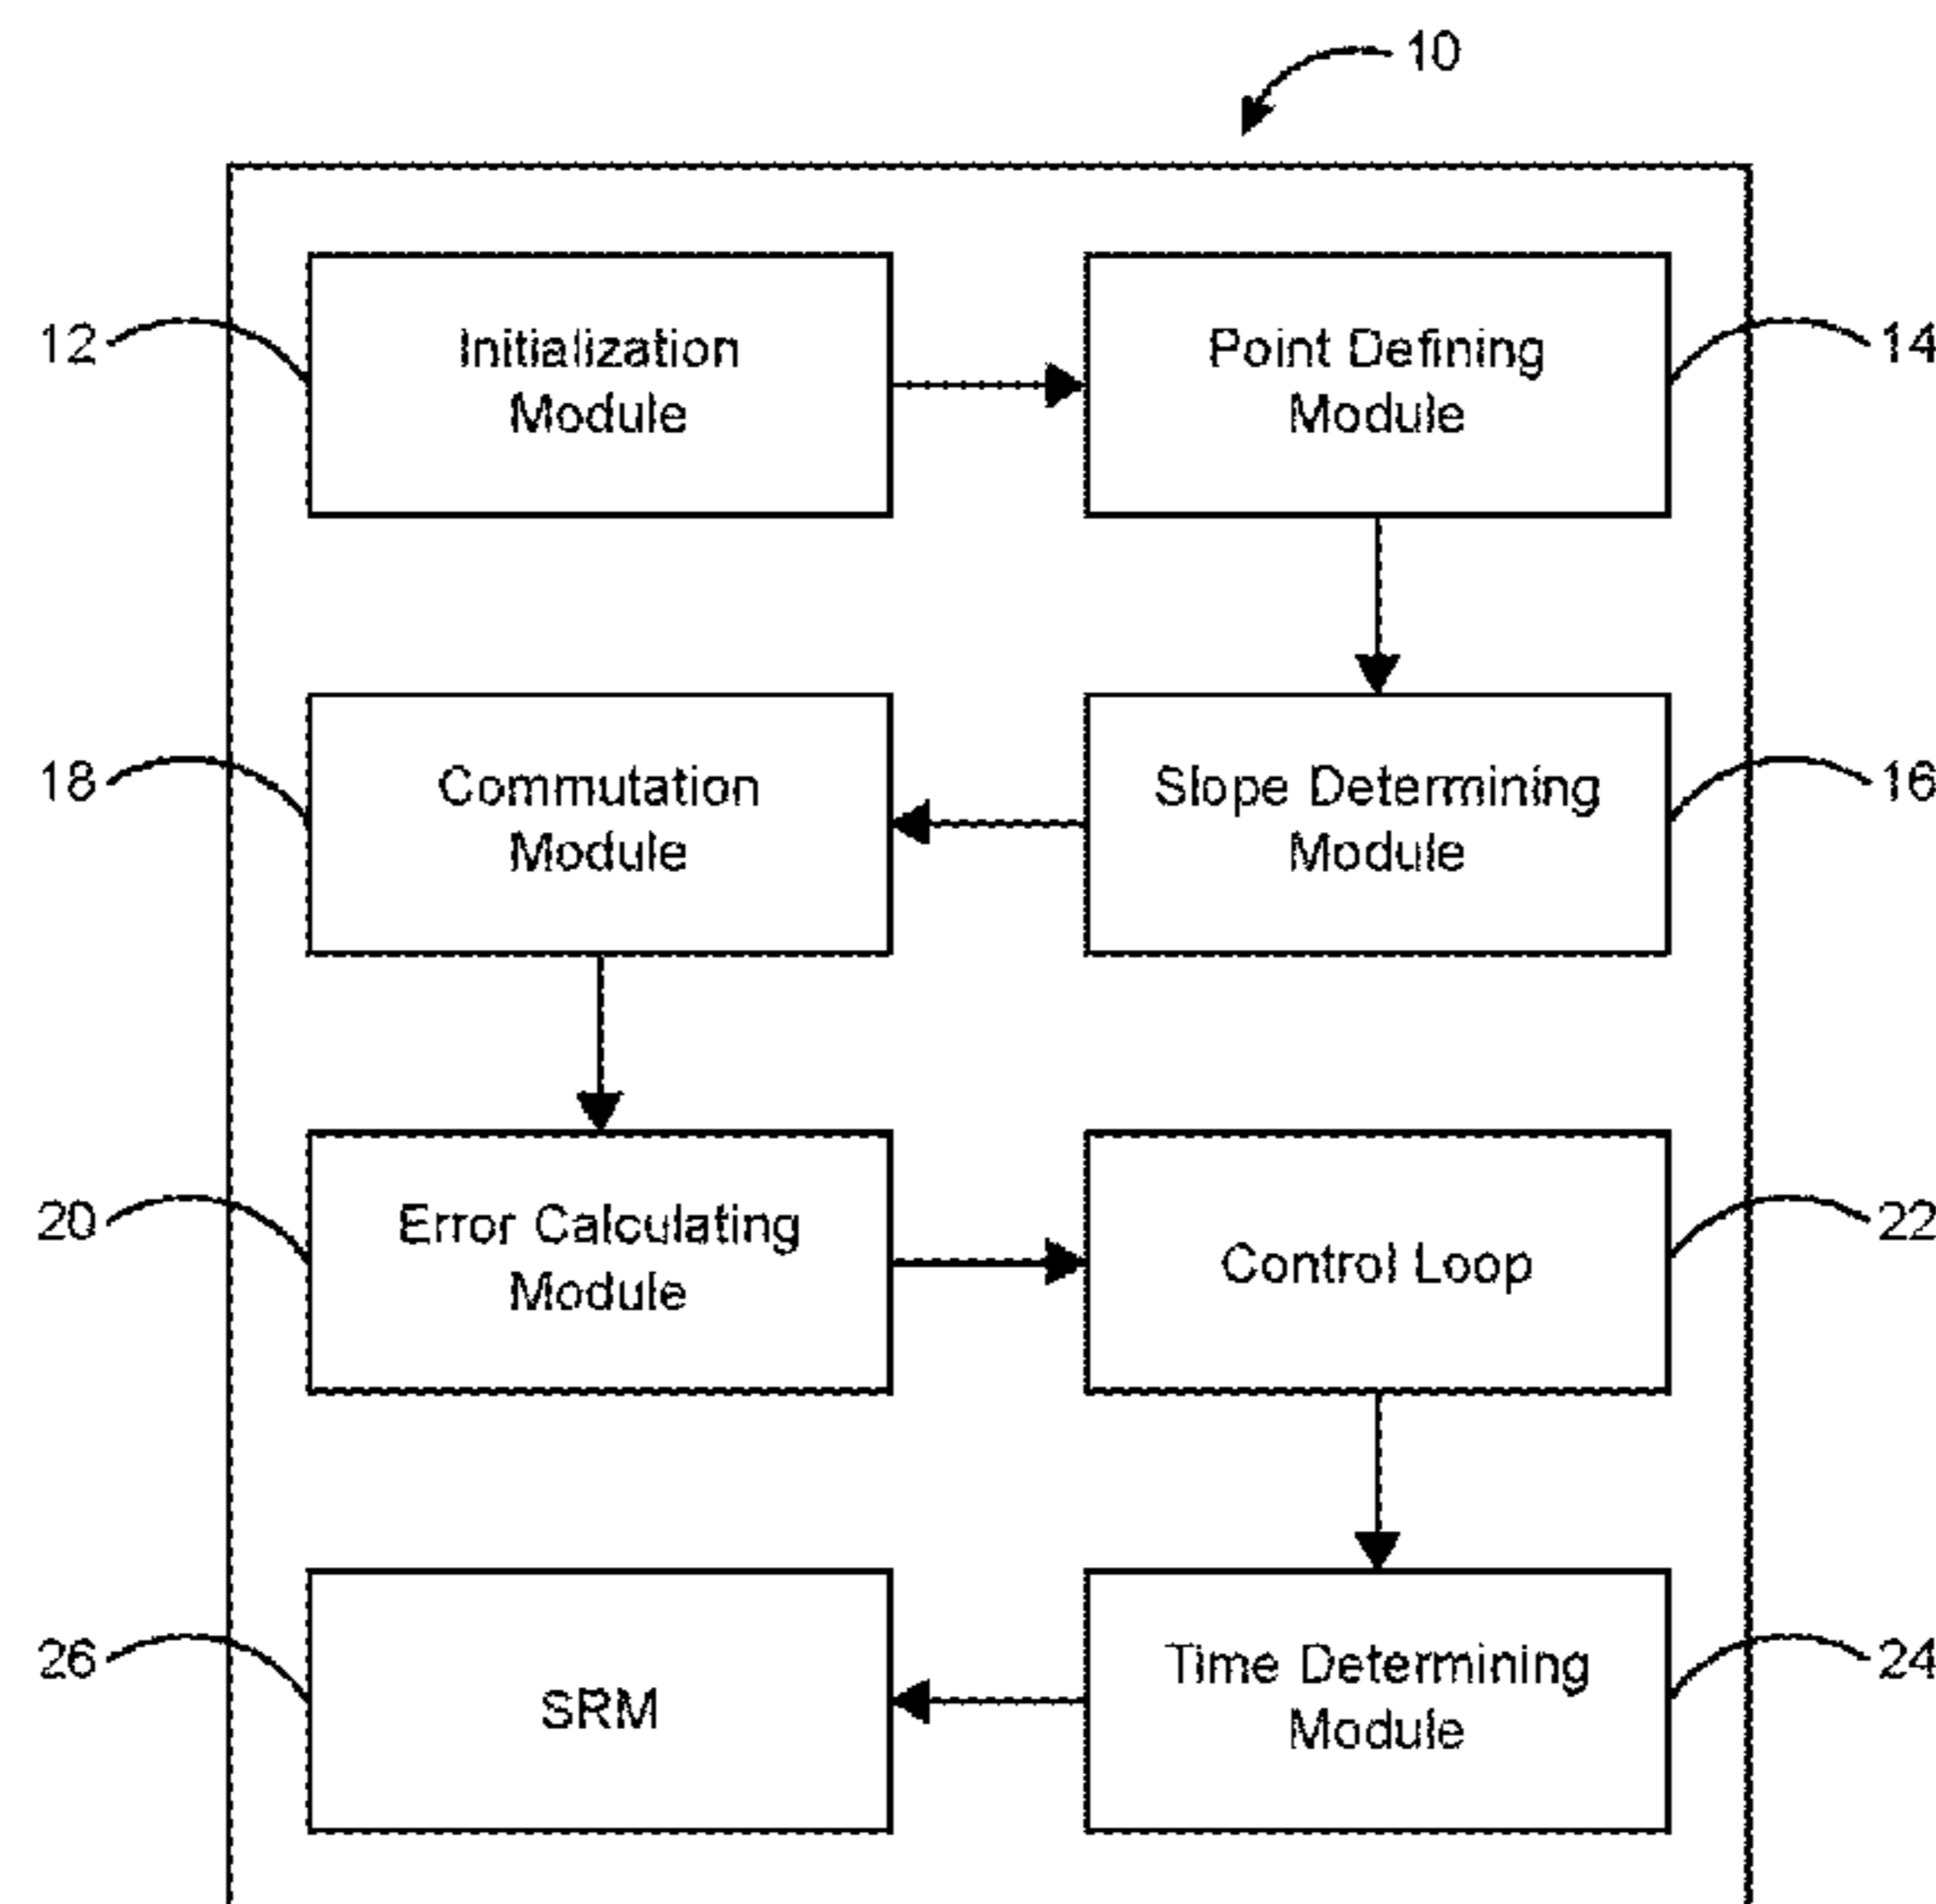 10
12
Initialization
Module
Point Defining
Module
14
18
Commutation
Module
Slope Determining
Module
16
20
Error Calculating
Module
Control Loop
22
26
SRM
Time Determining
Module
24